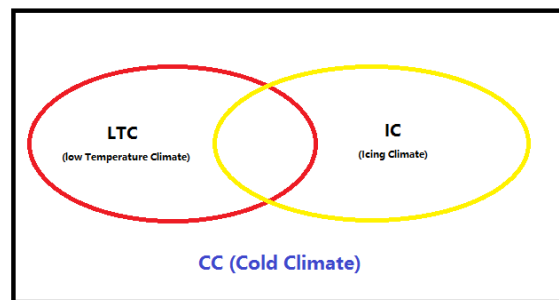 LTC
(low Temperature Climate)
IC
(Icing Climate)
CC (Cold Climate)